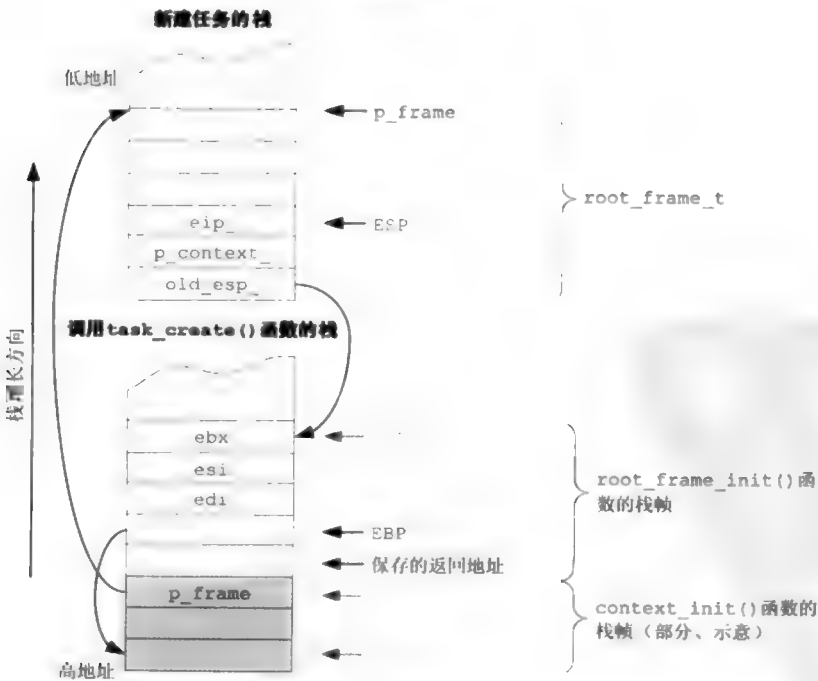 新建任务的栈
低地址
p_frame
root_frame_t
eip_
ESP
p_context_
old_esp_
调用task_create()函数的栈
栈增长方向
ebx
esi
edi
root_frame_init()函
数的栈帧
EBP
保存的返回地址
p_frame
context_init()函数的
栈帧(部分、示意)
高地址